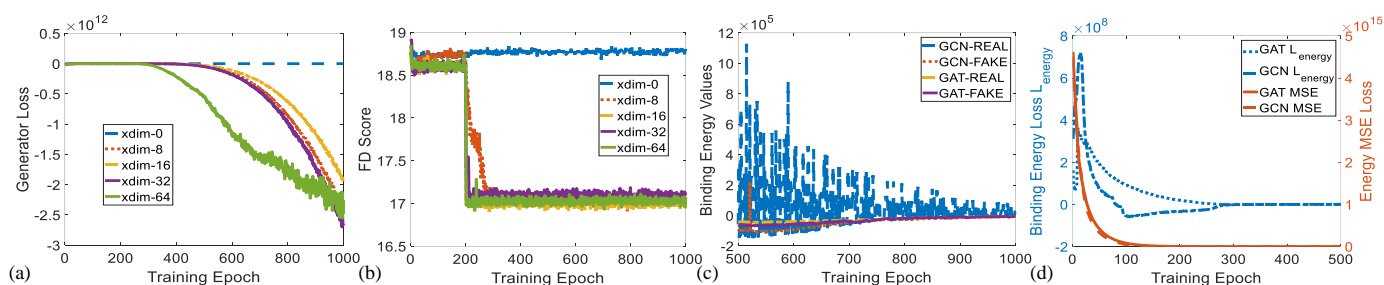 ×10^12
Generator Loss
0.5
0
-0.5
-1
-1.5
-2
-2.5
-3
xdim-0
xdim-8
xdim-16
xdim-32
xdim-64
0 200 400 600 800 1000
Training Epoch
(a)
FD Score
19
18.5
18
17.5
17
16.5
xdim-0
xdim-8
xdim-16
xdim-32
xdim-64
0 200 400 600 800 1000
Training Epoch
(b)
×10^5
Binding Energy Values
12
10
8
6
4
2
0
-2
GCN-REAL
GCN-FAKE
GAT-REAL
GAT-FAKE
500 600 700 800 900 1000
Training Epoch
(c)
×10^8
Binding Energy Loss L_energy
8
6
4
2
0
-2
GAT L_energy
GCN L_energy
GAT MSE
GCN MSE
×10^15
5
4
3
2
1
0
Energy MSE Loss
0 100 200 300 400 500
Training Epoch
(d)